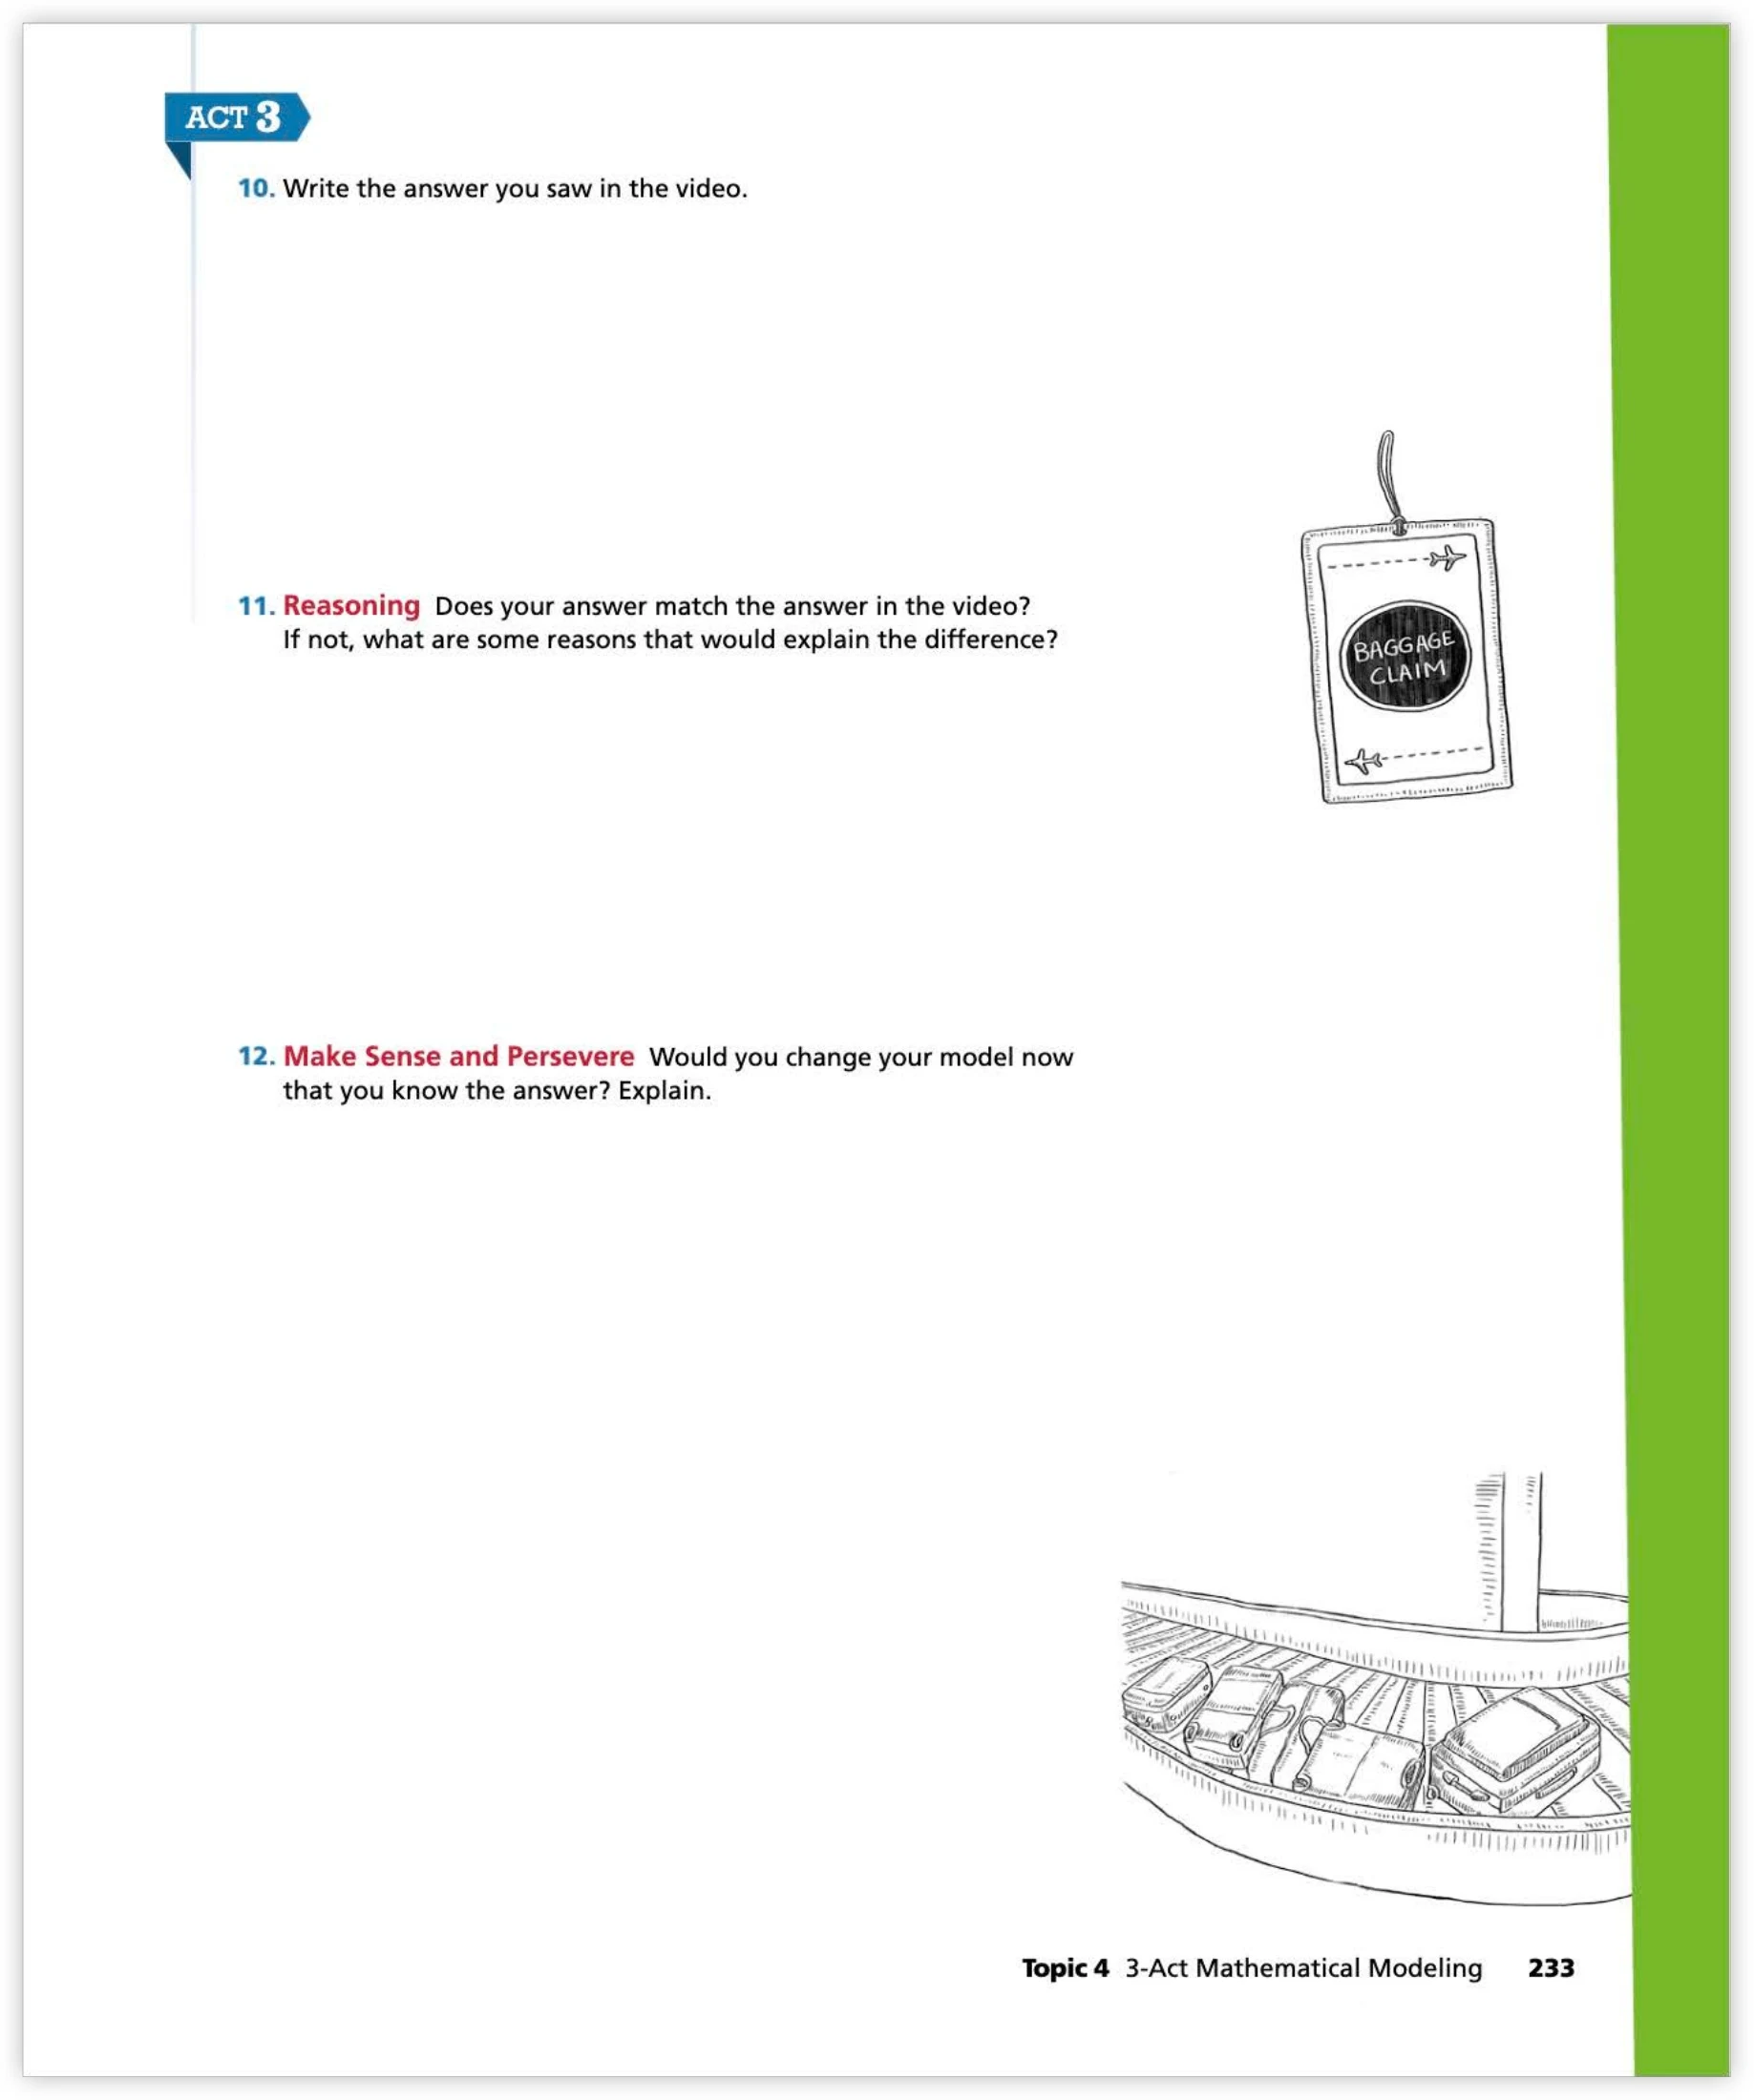 ACT 3
10. Write the answer you saw in the video.
11. Reasoning Does your answer match the answer in the video?
If not, what are some reasons that would explain the difference?
BAGGAGE
CLAIM
12. Make Sense and Persevere Would you change your model now
that you know the answer? Explain.
Topic 4 3-Act Mathematical Modeling 233